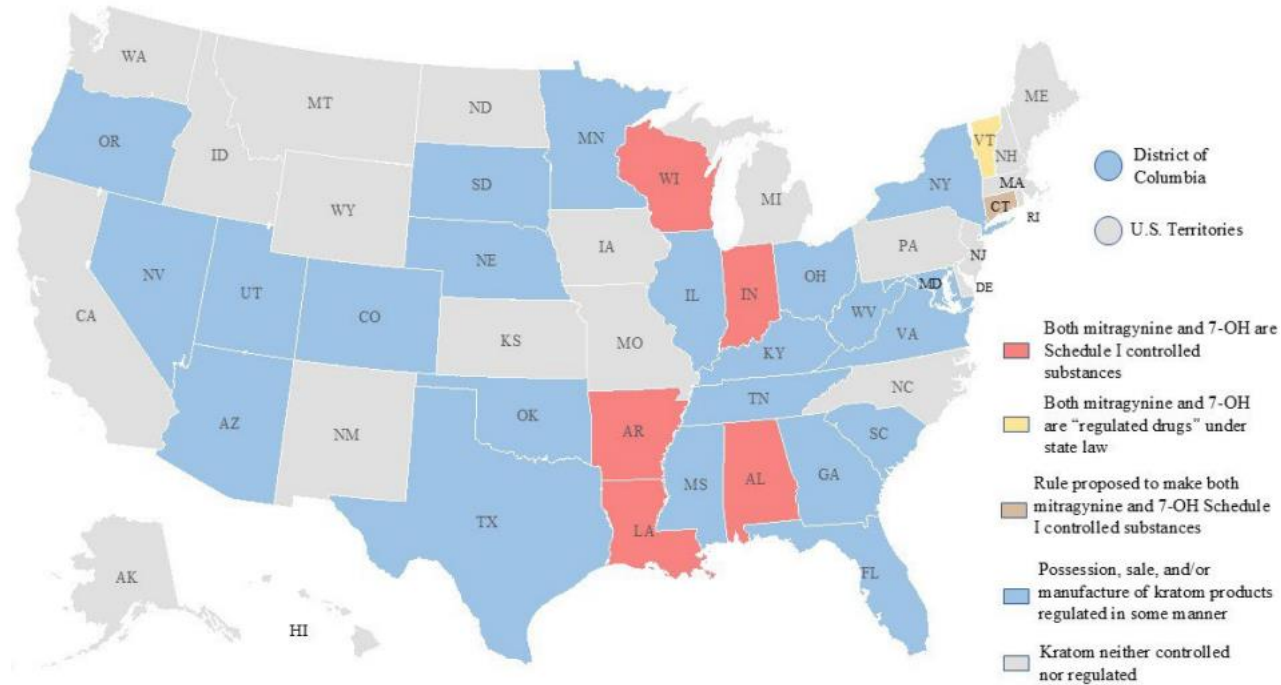 WA
MT
ND
MN
OR
ID
SD
WI
WY
MI
IA
NE
NV
UT
CO
CA
KS
MO
IL
IN
OH
PA
NY
VT
NH
ME
MA
CT
RI
NJ
DE
MD
WV
VA
KY
NC
TN
SC
AZ
NM
OK
AR
MS
AL
GA
TX
LA
FL
AK
HI
District of
Columbia
U.S. Territories
Both mitragynine and 7-OH are
Schedule I controlled
substances
Both mitragynine and 7-OH
are “regulated drugs” under
state law
Rule proposed to make both
mitragynine and 7-OH Schedule
I controlled substances
Possession, sale, and/or
manufacture of kratom products
regulated in some manner
Kratom neither controlled
nor regulated